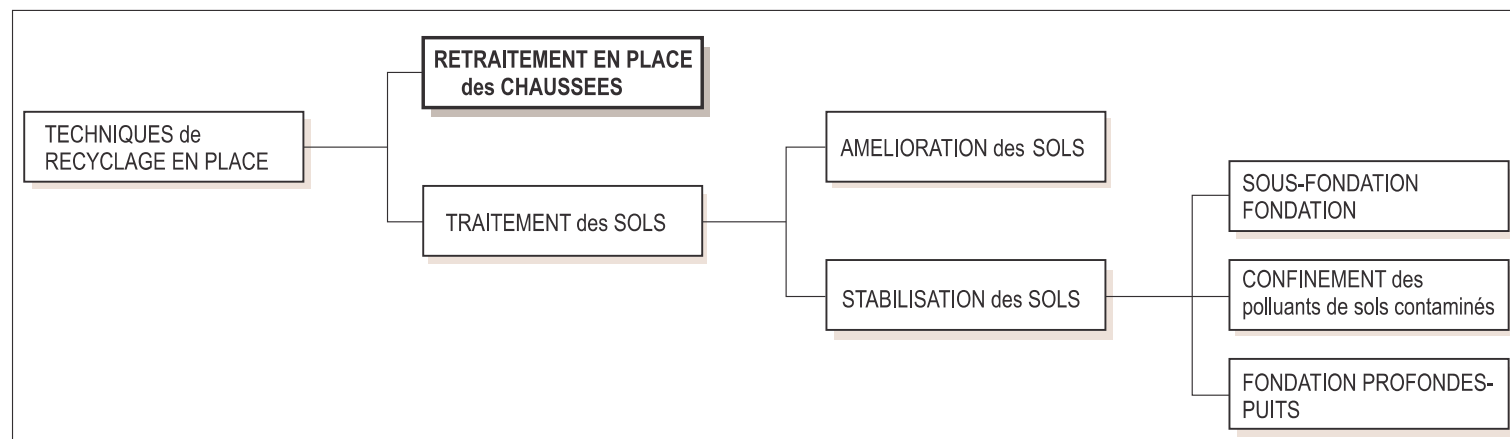 RETRAITEMENT EN PLACE
des CHAUSSEES
TECHNIQUES de
RECYCLAGE EN PLACE
AMELIORATION des SOLS
TRAITEMENT des SOLS
SOUS-FONDATION
FONDATION
STABILISATION des SOLS
CONFINEMENT des
polluants de sols contaminés
FONDATION PROFONDES-
PUITS